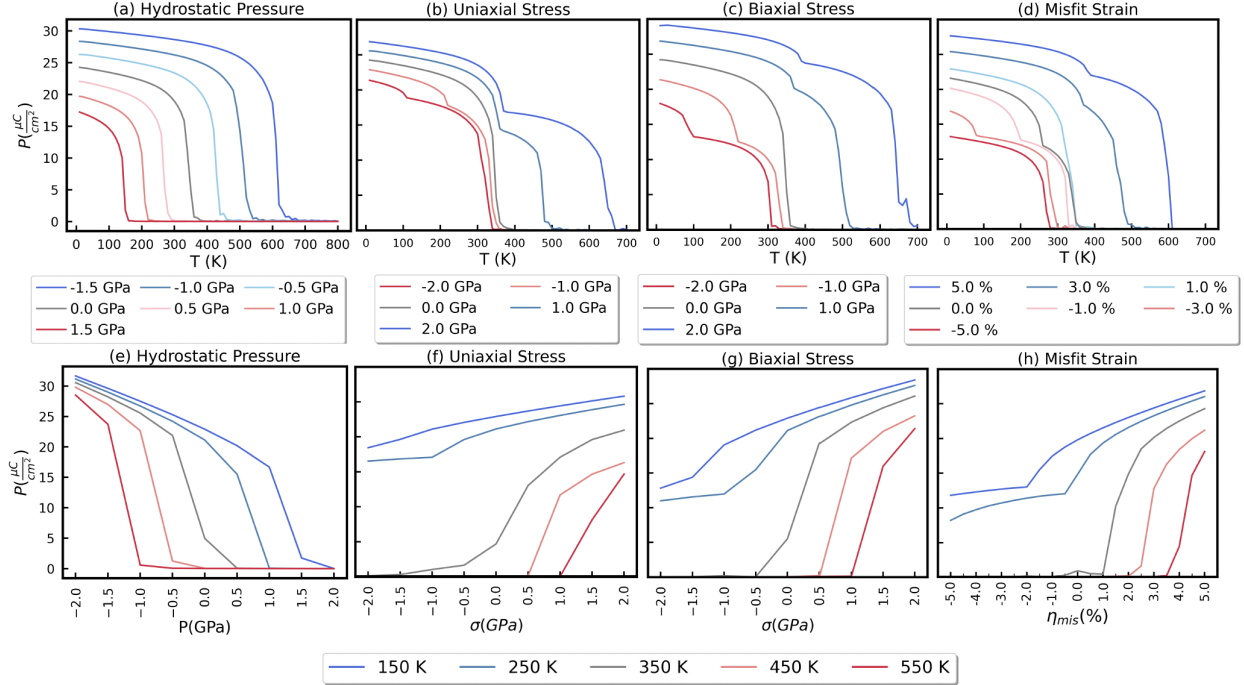 (a) Hydrostatic Pressure
(b) Uniaxial Stress
(c) Biaxial Stress
(d) Misfit Strain
P(μC/cm²)
30
25
20
15
10
5
0
0 100 200 300 400 500 600 700 800
0 100 200 300 400 500 600 700
0 100 200 300 400 500 600 700
0 100 200 300 400 500 600 700
T (K)
T (K)
T (K)
T (K)
-1.5 GPa -1.0 GPa -0.5 GPa
0.0 GPa 0.5 GPa 1.0 GPa
1.5 GPa
-2.0 GPa -1.0 GPa
0.0 GPa 1.0 GPa
2.0 GPa
-2.0 GPa -1.0 GPa
0.0 GPa 1.0 GPa
2.0 GPa
5.0 % 3.0 % 1.0 %
0.0 % -1.0 % -3.0 %
-5.0 %
(e) Hydrostatic Pressure
(f) Uniaxial Stress
(g) Biaxial Stress
(h) Misfit Strain
P(μC/cm²)
30
25
20
15
10
5
0
−2.0 −1.5 −1.0 −0.5 0.0 0.5 1.0 1.5 2.0
−2.0 −1.5 −1.0 −0.5 0.0 0.5 1.0 1.5 2.0
−2.0 −1.5 −1.0 −0.5 0.0 0.5 1.0 1.5 2.0
-5.0 -4.0 -3.0 -2.0 -1.0 0.0 1.0 2.0 3.0 4.0 5.0
P(GPa)
σ(GPa)
σ(GPa)
ηmis(%)
150 K 250 K 350 K 450 K 550 K